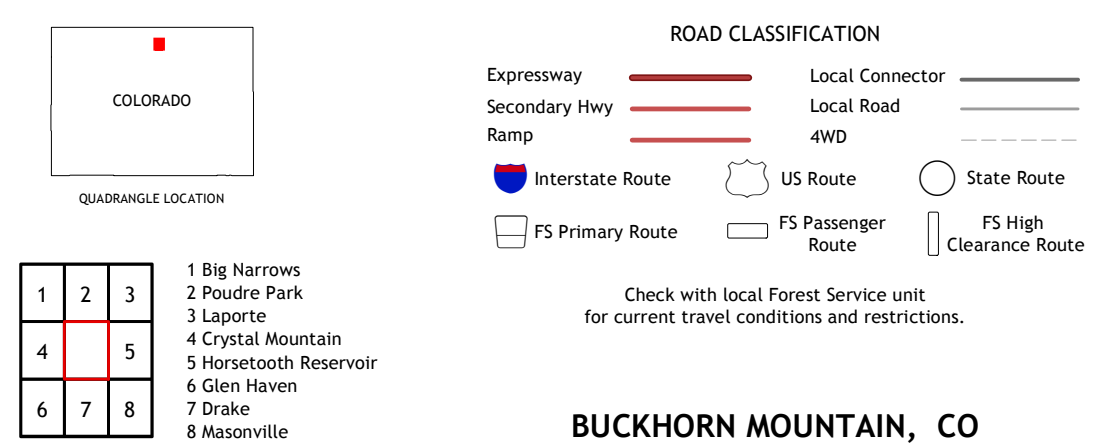 COLORADO
QUADRANGLE LOCATION
1 2 3
4 5
6 7 8
1 Big Narrows
2 Poudre Park
3 Laporte
4 Crystal Mountain
5 Horsetooth Reservoir
6 Glen Haven
7 Drake
8 Masonville
ROAD CLASSIFICATION
Expressway
Local Connector
Secondary Hwy
Local Road
Ramp
4WD
Interstate Route
US Route
State Route
FS Primary Route
FS Passenger
Route
FS High
Clearance Route
Check with local Forest Service unit
for current travel conditions and restrictions.
BUCKHORN MOUNTAIN, CO